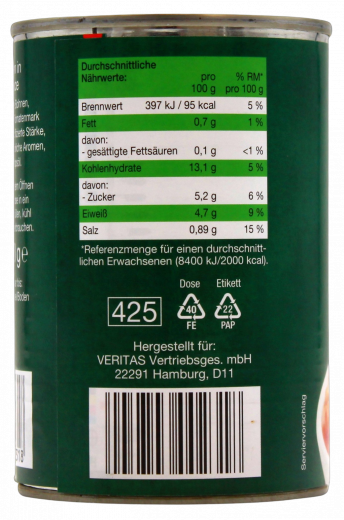 Durchschnittliche
Nährwerte: pro 100 g % RM* pro 100 g
Brennwert 397 kJ / 95 kcal 5 %
Fett 0,7 g 1 %
davon:
- gesättigte Fettsäuren 0,1 g <1 %
Kohlenhydrate 13,1 g 5 %
davon:
- Zucker 5,2 g 6 %
Eiweiß 4,7 g 9 %
Salz 0,89 g 15 %
*Referenzmenge für einen durchschnitt-
lichen Erwachsenen (8400 kJ/2000 kcal).
Dose Etikett
425 40 22
FE PAP
Hergestellt für:
VERITAS Vertriebsges. mbH
22291 Hamburg, D11
Serviervorschlag